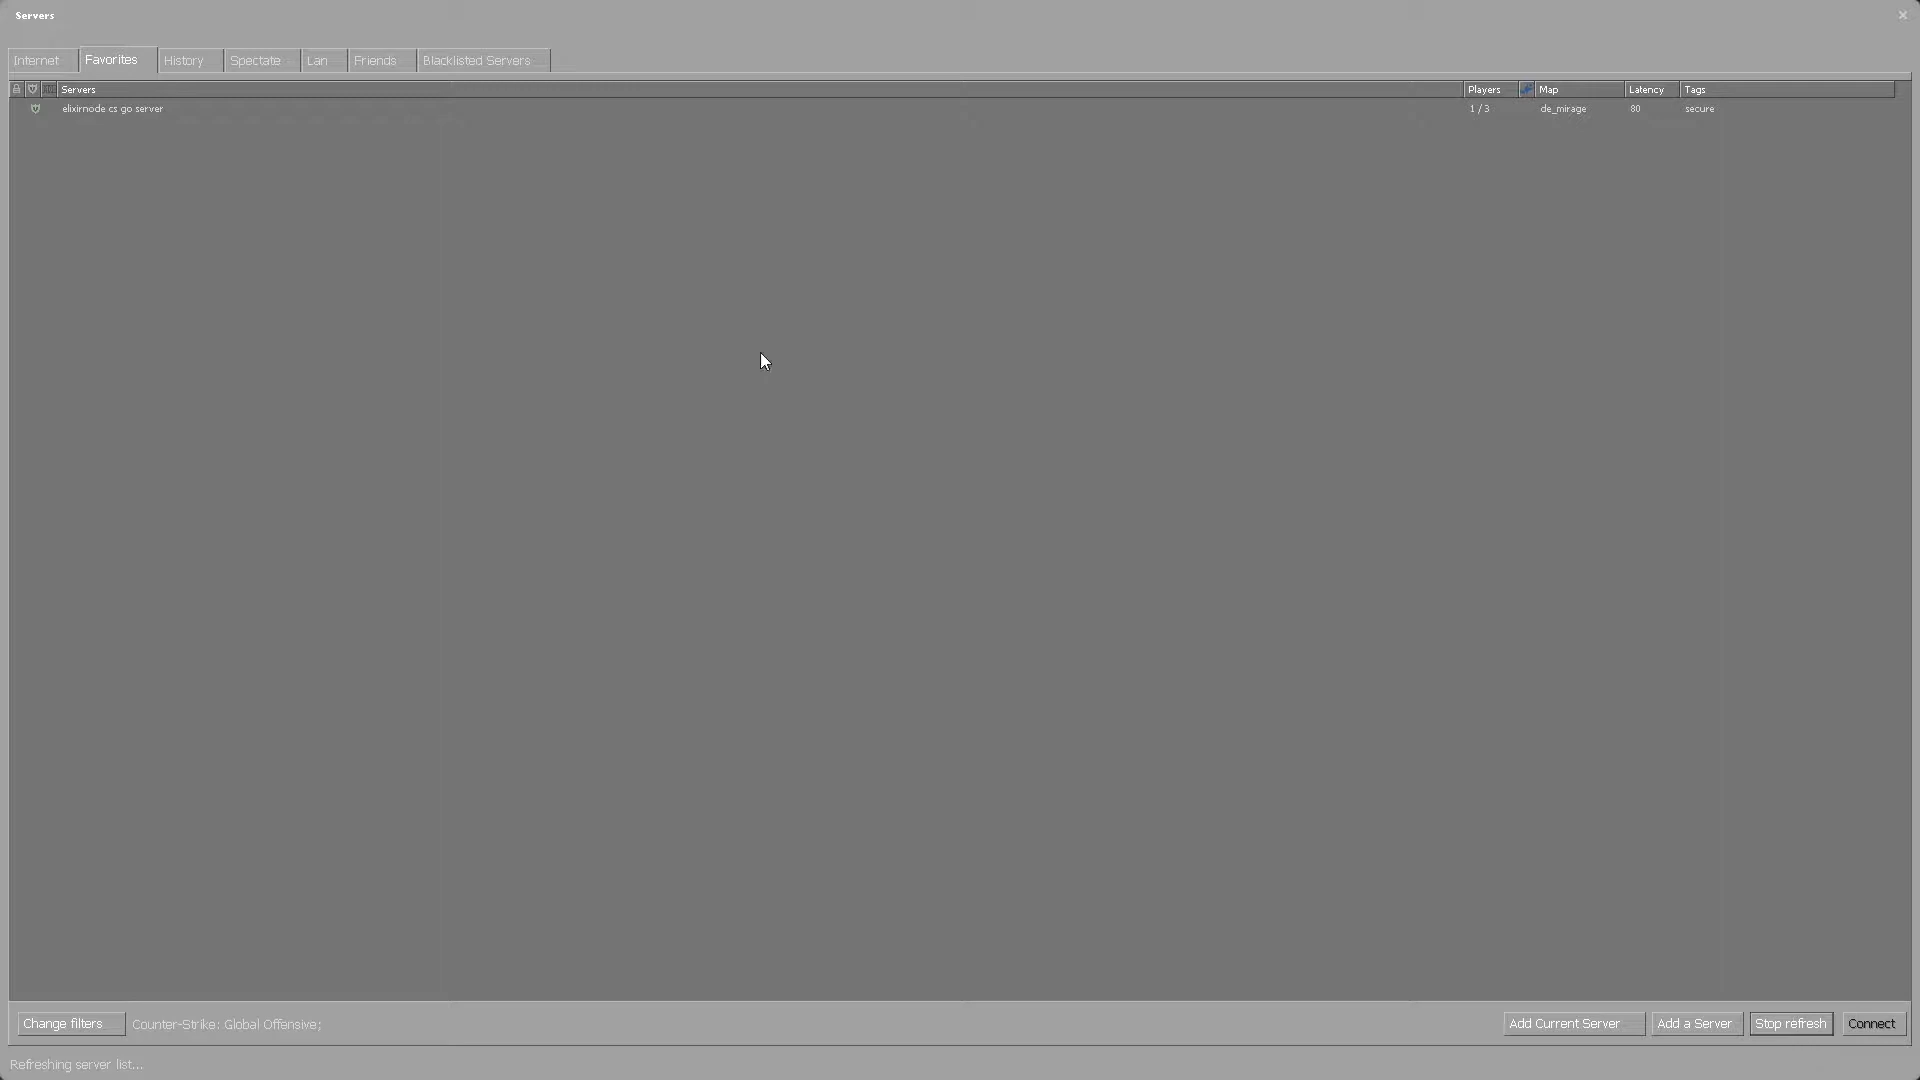 Servers
Internet Favorites History Spectate Lan Friends Blacklisted Servers
Servers Players Map Latency Tags
elixirnode cs go server 1 / 3 de_mirage 80 secure
Change filters Counter-Strike: Global Offensive; Add Current Server Add a Server Stop refresh Connect
Refreshing server list...